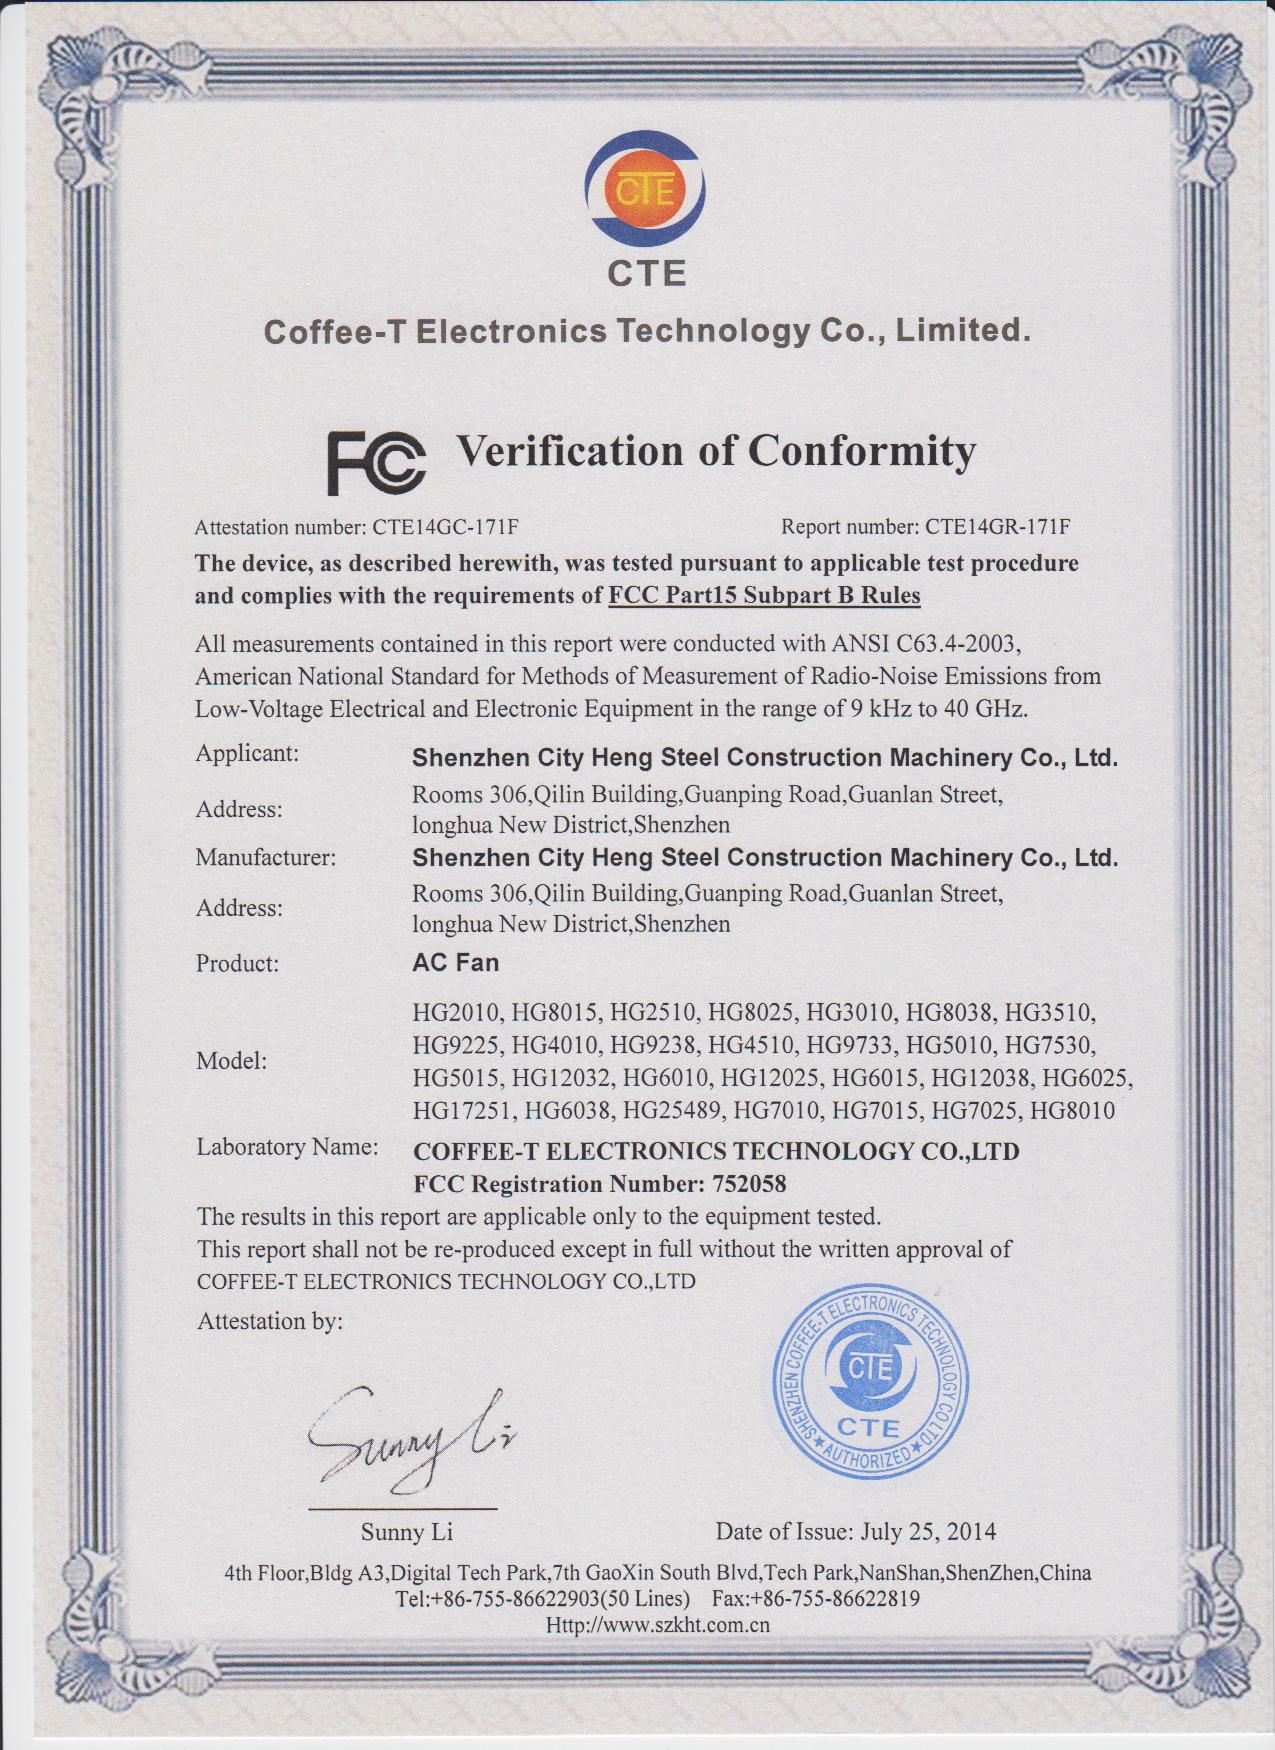 CTE
CTE
Coffee-T Electronics Technology Co., Limited.
FC Verification of Conformity
Attestation number: CTE14GC-171F Report number: CTE14GR-171F
The device, as described herewith, was tested pursuant to applicable test procedure
and complies with the requirements of FCC Part15 Subpart B Rules
All measurements contained in this report were conducted with ANSI C63.4-2003,
American National Standard for Methods of Measurement of Radio-Noise Emissions from
Low-Voltage Electrical and Electronic Equipment in the range of 9 kHz to 40 GHz.
Applicant: Shenzhen City Heng Steel Construction Machinery Co., Ltd.
Address: Rooms 306,Qilin Building,Guanping Road,Guanlan Street,
longhua New District,Shenzhen
Manufacturer: Shenzhen City Heng Steel Construction Machinery Co., Ltd.
Address: Rooms 306,Qilin Building,Guanping Road,Guanlan Street,
longhua New District,Shenzhen
Product: AC Fan
Model: HG2010, HG8015, HG2510, HG8025, HG3010, HG8038, HG3510,
HG9225, HG4010, HG9238, HG4510, HG9733, HG5010, HG7530,
HG5015, HG12032, HG6010, HG12025, HG6015, HG12038, HG6025,
HG17251, HG6038, HG25489, HG7010, HG7015, HG7025, HG8010
Laboratory Name: COFFEE-T ELECTRONICS TECHNOLOGY CO.,LTD
FCC Registration Number: 752058
The results in this report are applicable only to the equipment tested.
This report shall not be re-produced except in full without the written approval of
COFFEE-T ELECTRONICS TECHNOLOGY CO.,LTD
Attestation by:
SHENZHEN COFFEE-T ELECTRONICS TECHNOLOGY CO LTD
CTE
CTE
★ AUTHORIZED ★
Sunny Li
Sunny Li Date of Issue: July 25, 2014
4th Floor,Bldg A3,Digital Tech Park,7th GaoXin South Blvd,Tech Park,NanShan,ShenZhen,China
Tel:+86-755-86622903(50 Lines) Fax:+86-755-86622819
Http://www.szkht.com.cn